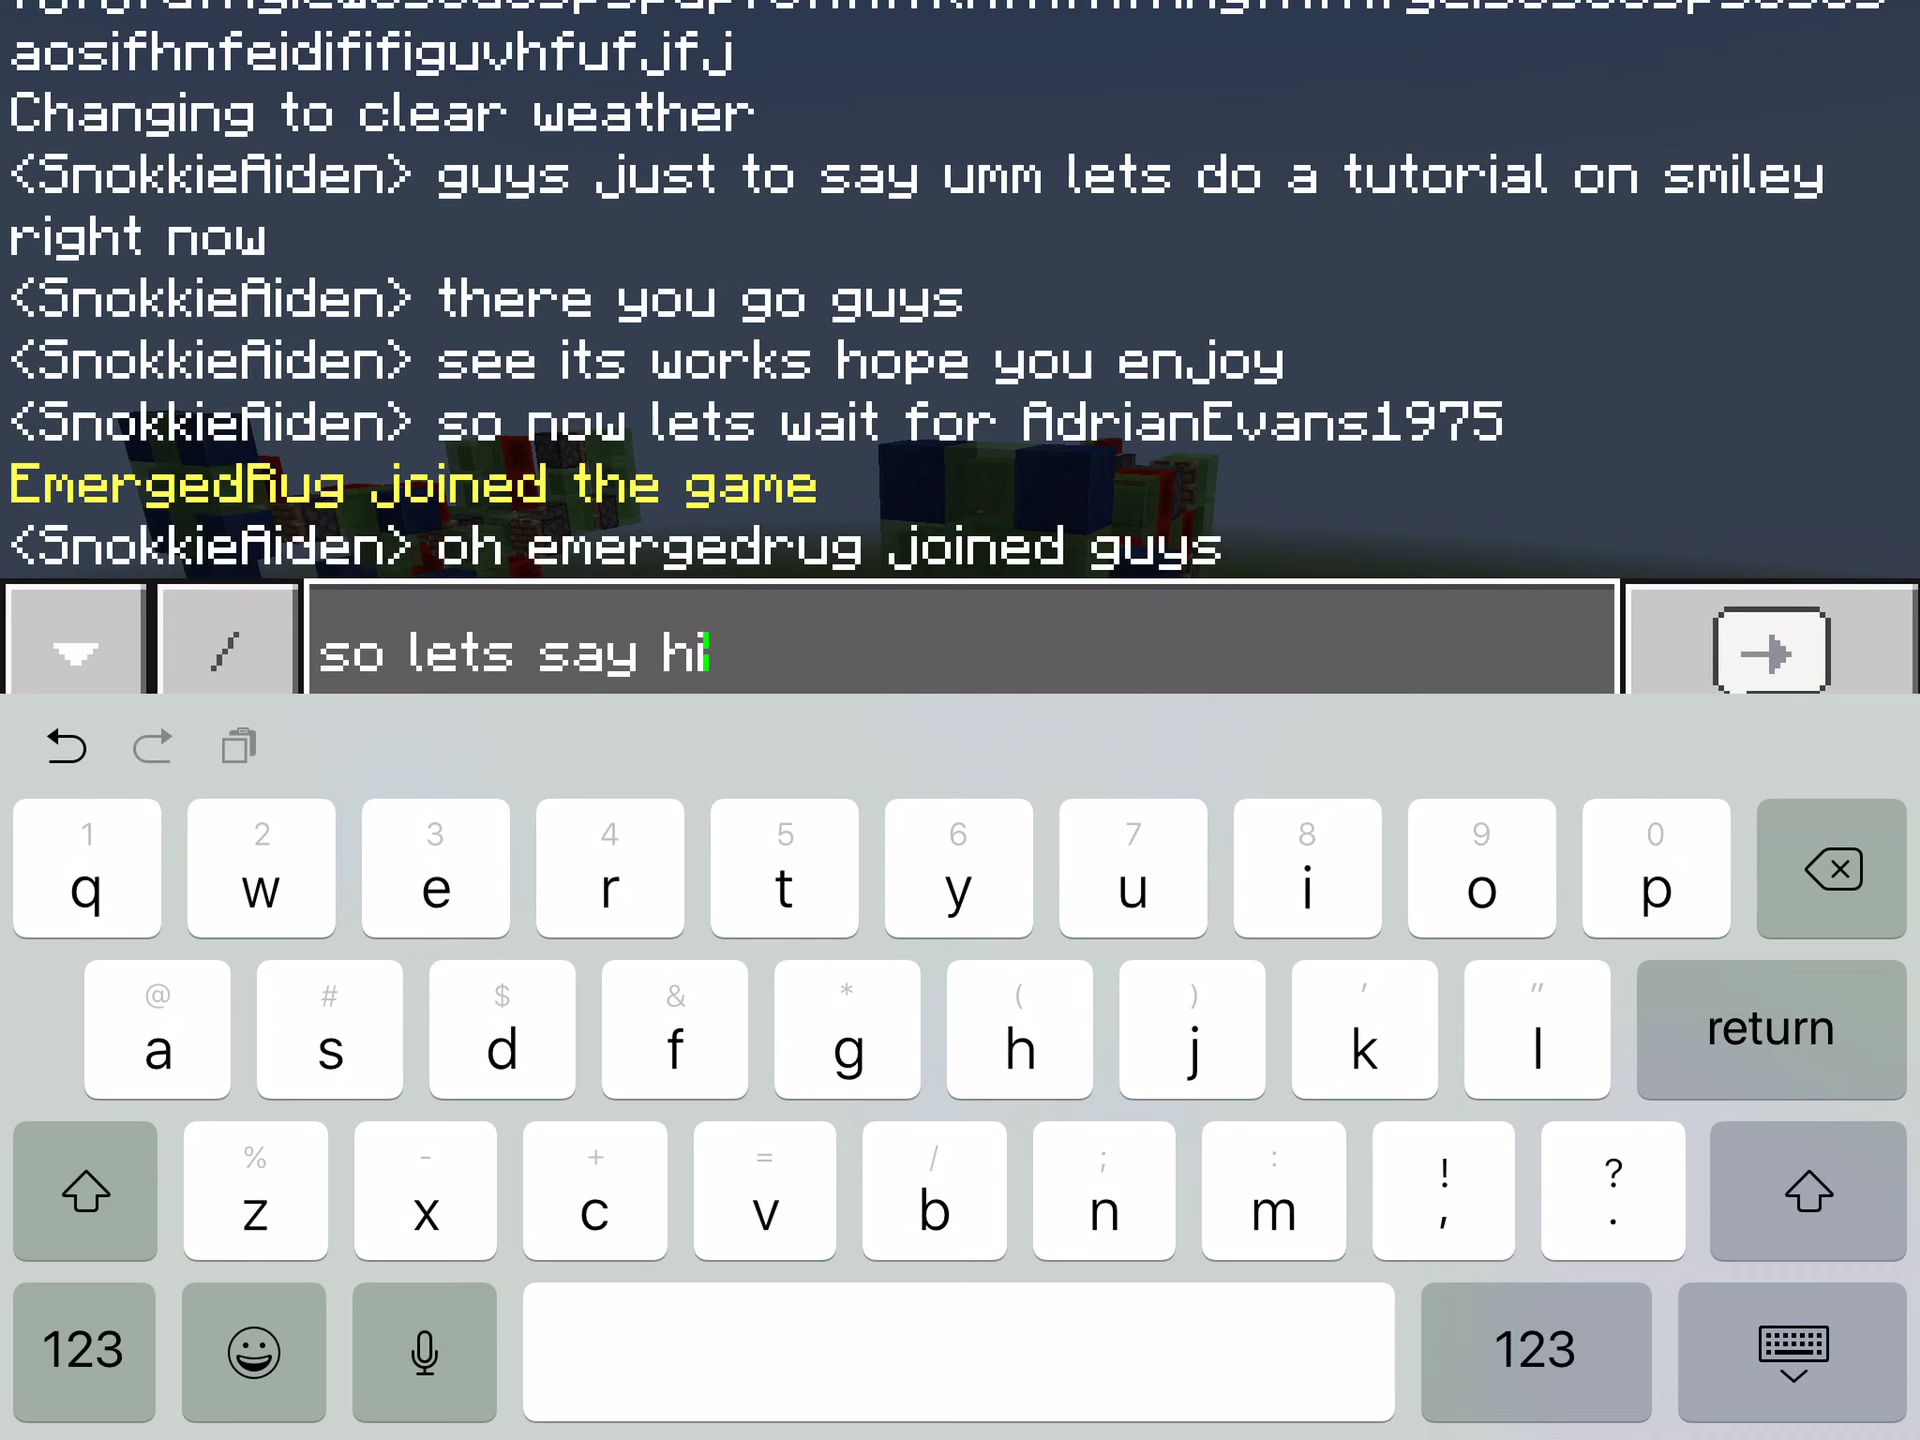 aosifhnfeidififiguvhfufjfj
Changing to clear weather
<SnokkieAiden> guys just to say umm lets do a tutorial on smiley
right now
<SnokkieAiden> there you go guys
<SnokkieAiden> see its works hope you enjoy
<SnokkieAiden> so now lets wait for AdrianEvans1975
EmergedRug joined the game
<SnokkieAiden> oh emergedrug joined guys
/ so lets say hi
1 2 3 4 5 6 7 8 9 0
q w e r t y u i o p
@ # $ & * ( ) ' "
a s d f g h j k l return
% - + = / ; : ! ?
z x c v b n m , .
123 123